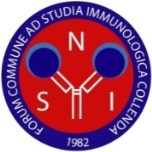 FORUM COMMUNE AD STUDIA IMMUNOLOGICA COLLENDA
N
S I
1982